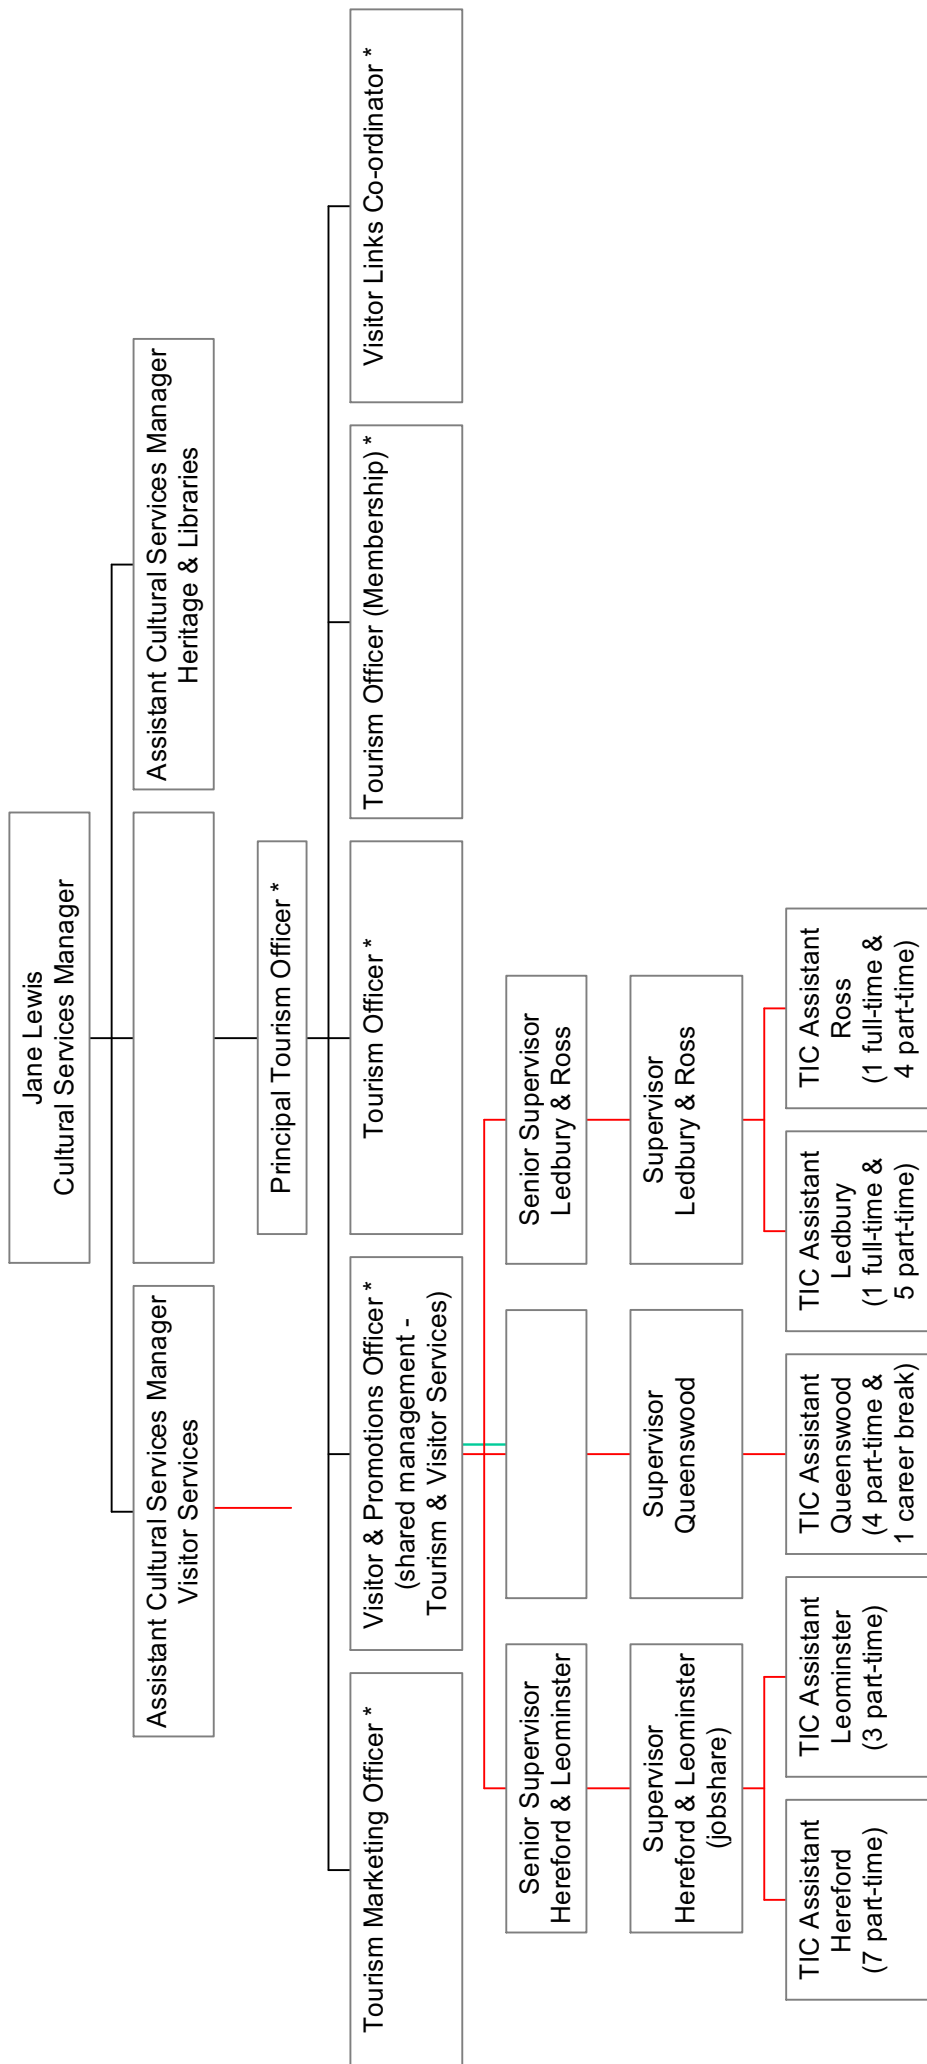 Jane Lewis
Cultural Services Manager
Assistant Cultural Services Manager
Visitor Services
Assistant Cultural Services Manager
Heritage & Libraries
Principal Tourism Officer *
Tourism Marketing Officer *
Visitor & Promotions Officer *
(shared management -
Tourism & Visitor Services)
Tourism Officer *
Tourism Officer (Membership) *
Visitor Links Co-ordinator *
Senior Supervisor
Hereford & Leominster
Senior Supervisor
Ledbury & Ross
Supervisor
Hereford & Leominster
(jobshare)
Supervisor
Queenswood
Supervisor
Ledbury & Ross
TIC Assistant
Hereford
(7 part-time)
TIC Assistant
Leominster
(3 part-time)
TIC Assistant
Queenswood
(4 part-time &
1 career break)
TIC Assistant
Ledbury
(1 full-time &
5 part-time)
TIC Assistant
Ross
(1 full-time &
4 part-time)